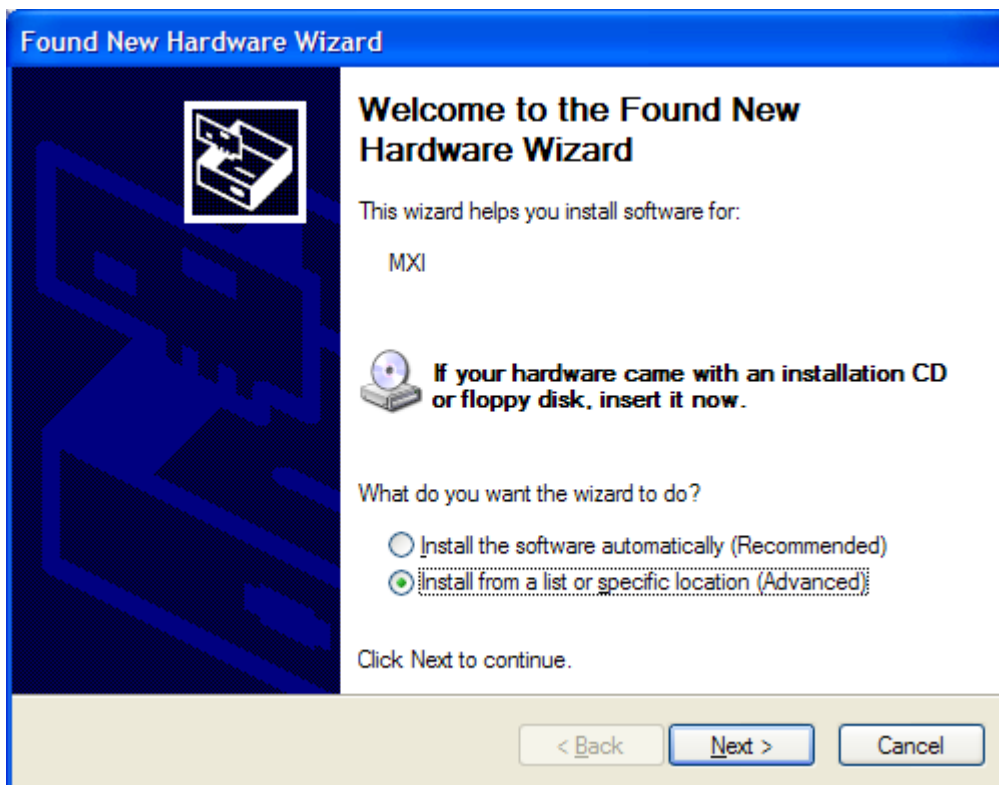 Found New Hardware Wizard
Welcome to the Found New
Hardware Wizard
This wizard helps you install software for:
MXI
If your hardware came with an installation CD
or floppy disk, insert it now.
What do you want the wizard to do?
Install the software automatically (Recommended)
Install from a list or specific location (Advanced)
Click Next to continue.
< Back
Next >
Cancel